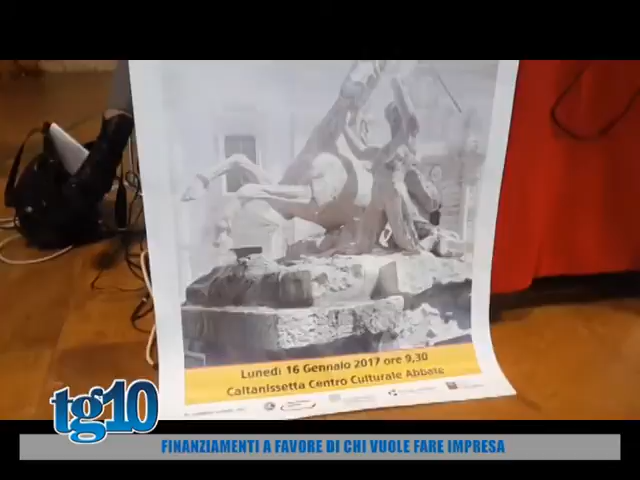 Lunedì 16 Gennaio 2017 ore 9,30
Caltanissetta Centro Culturale Abbate
tg10
FINANZIAMENTI A FAVORE DI CHI VUOLE FARE IMPRESA